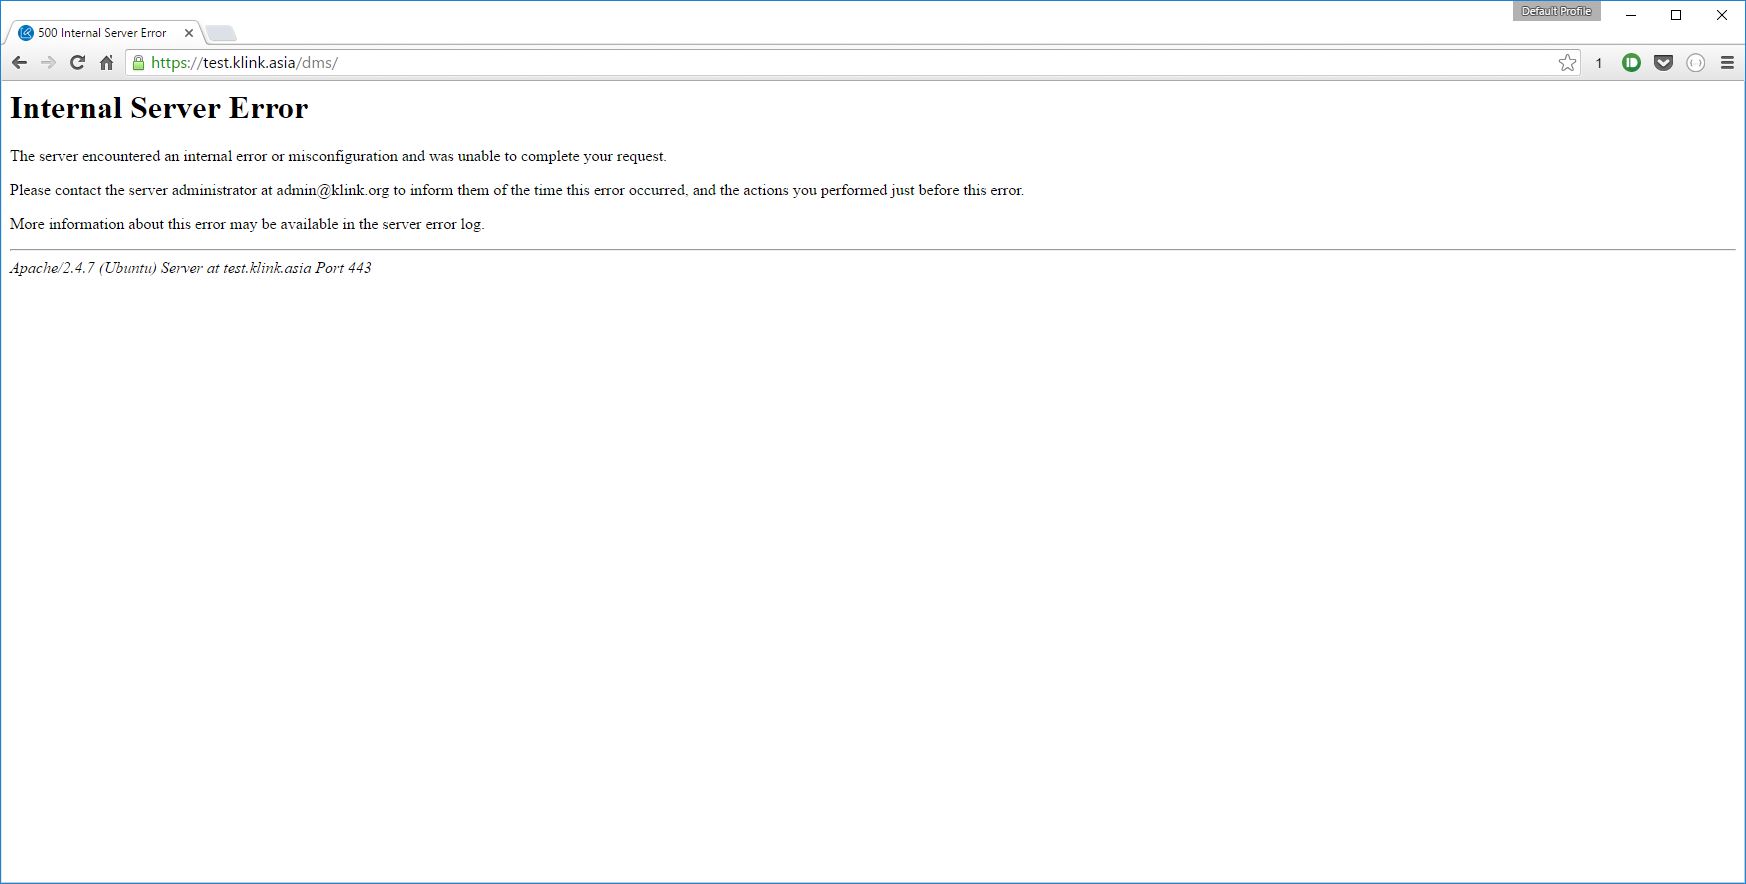 Default Profile
500 Internal Server Error
https://test.klink.asia/dms/
1
Internal Server Error
The server encountered an internal error or misconfiguration and was unable to complete your request.
Please contact the server administrator at admin@klink.org to inform them of the time this error occurred, and the actions you performed just before this error.
More information about this error may be available in the server error log.
Apache/2.4.7 (Ubuntu) Server at test.klink.asia Port 443